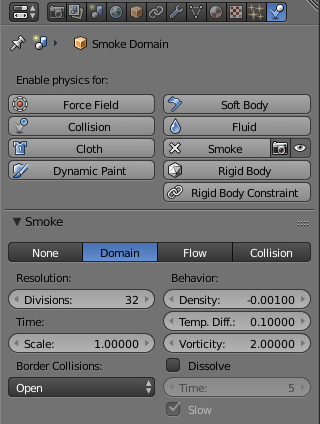 Smoke Domain
Enable physics for:
Force Field Soft Body
Collision Fluid
Cloth Smoke
Dynamic Paint Rigid Body
Rigid Body Constraint
Smoke
None Domain Flow Collision
Resolution: Behavior:
Divisions: 32 Density: -0.00100
Time: Temp. Diff.: 0.10000
Scale: 1.00000 Vorticity: 2.00000
Border Collisions: Dissolve
Open Time: 5
Slow